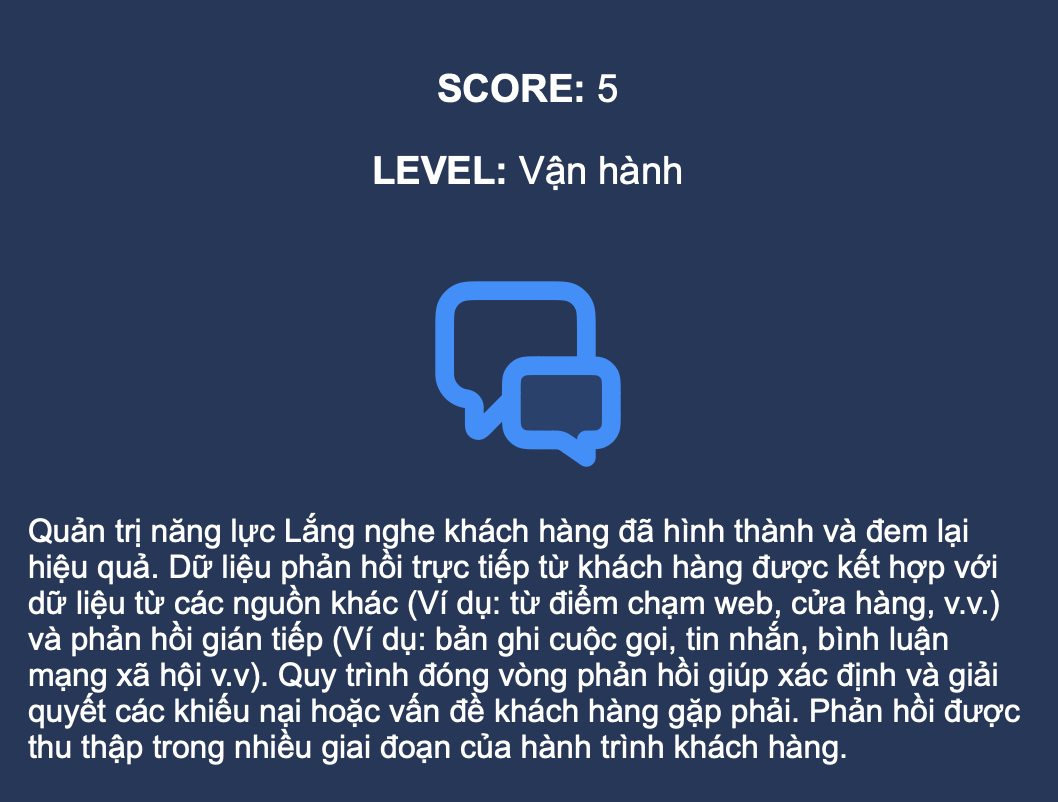 SCORE: 5
LEVEL: Vận hành
Quản trị năng lực Lắng nghe khách hàng đã hình thành và đem lại
hiệu quả. Dữ liệu phản hồi trực tiếp từ khách hàng được kết hợp với
dữ liệu từ các nguồn khác (Ví dụ: từ điểm chạm web, cửa hàng, v.v.)
và phản hồi gián tiếp (Ví dụ: bản ghi cuộc gọi, tin nhắn, bình luận
mạng xã hội v.v). Quy trình đóng vòng phản hồi giúp xác định và giải
quyết các khiếu nại hoặc vấn đề khách hàng gặp phải. Phản hồi được
thu thập trong nhiều giai đoạn của hành trình khách hàng.